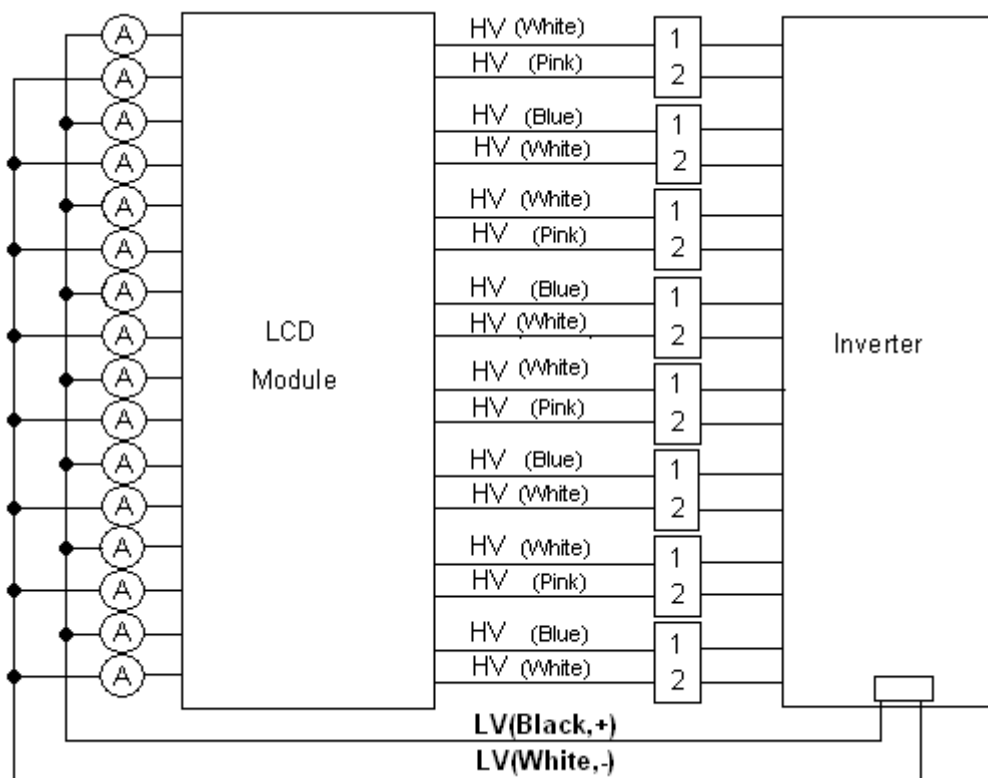 A HV (White) 1
A HV (Pink) 2
A HV (Blue) 1
A HV (White) 2
A HV (White) 1
A HV (Pink) 2
A HV (Blue) 1
A HV (White) 2
LCD
Module
Inverter
A HV (White) 1
A HV (Pink) 2
A HV (Blue) 1
A HV (White) 2
A HV (White) 1
A HV (Pink) 2
A HV (Blue) 1
A HV (White) 2
LV(Black,+)
LV(White,-)